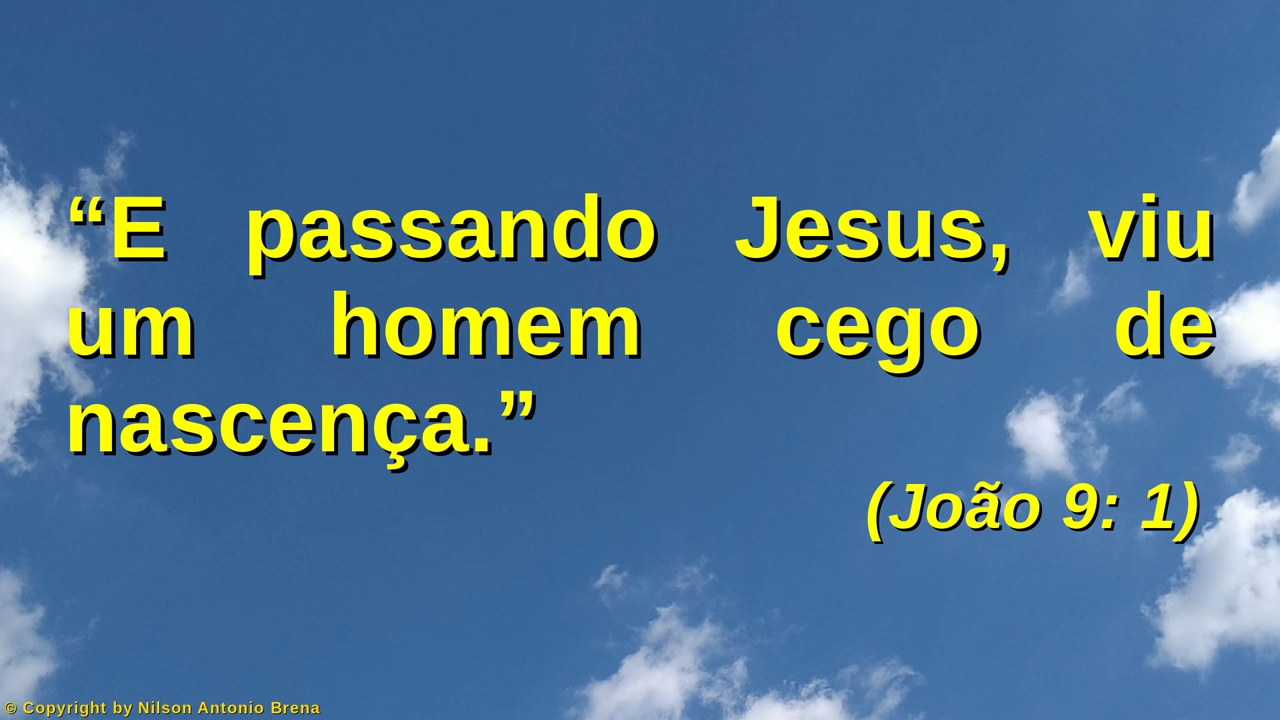 “E passando Jesus, viu
um homem cego de
nascença.”
(João 9: 1)
© Copyright by Nilson Antonio Brena